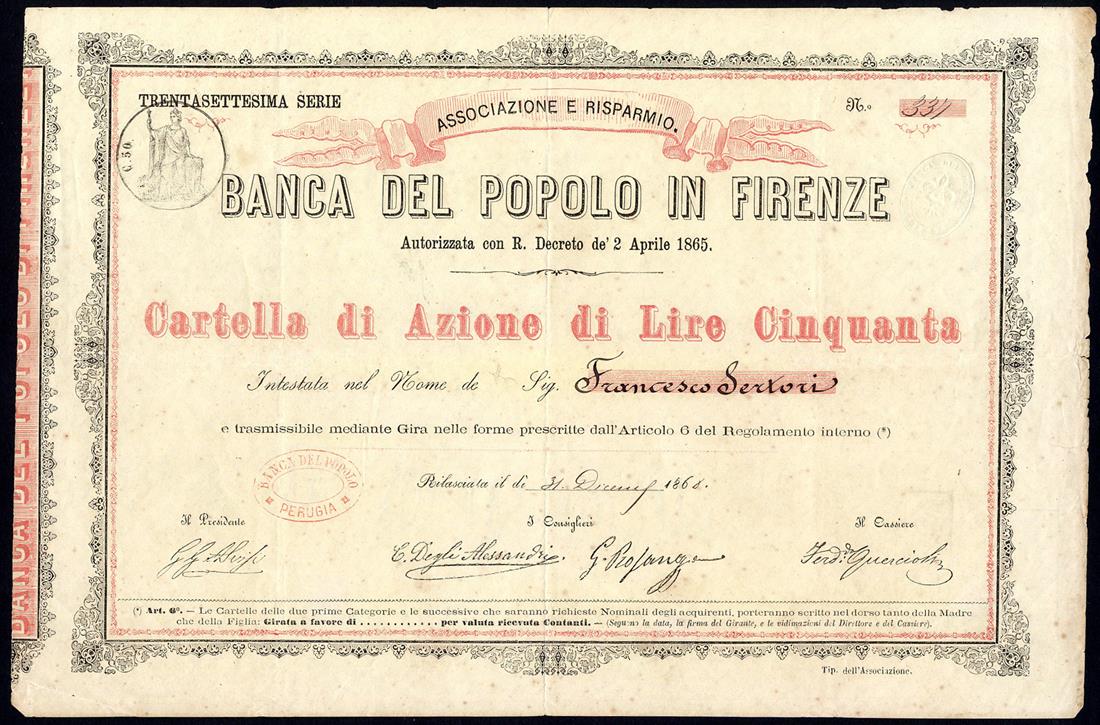 TRENTASETTESIMA SERIE
ASSOCIAZIONE E RISPARMIO.
N.o 331
C. 50
BANCA DEL POPOLO IN FIRENZE
Autorizzata con R. Decreto de' 2 Aprile 1865.
Cartella di Azione di Lire Cinquanta
Intestata nel Nome de Sig. Francesco Sertori
e trasmissibile mediante Gira nelle forme prescritte dall'Articolo 6 del Regolamento interno (*)
BANCA DEL POPOLO
PERUGIA
Rilasciata il dì 31 1868.
Il Presidente
I Consiglieri
Il Cassiere
C. Degli Alessandri
(*) Art. 6º. — Le Cartelle delle due prime Categorie e le successive che saranno richieste Nominali degli acquirenti, porteranno scritto nel dorso tanto della Madre
che della Figlia: Girata a favore di . . . . . . . . . . . . per valuta ricevuta Contanti. — (Seguono la data, la firma del Girante, e le vidimazioni del Direttore e del Cassiere).
Tip. dell'Associazione.
BANCA DEL POPOLO DI FIRENZE